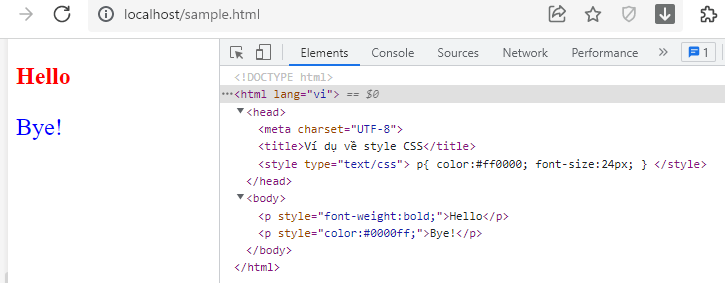 localhost/sample.html
Elements Console Sources Network Performance 1
Hello
Bye!
<!DOCTYPE html>
<html lang="vi"> == $0
<head>
<meta charset="UTF-8">
<title>Ví dụ về style CSS</title>
<style type="text/css"> p{ color:#ff0000; font-size:24px; } </style>
</head>
<body>
<p style="font-weight:bold;">Hello</p>
<p style="color:#0000ff;">Bye!</p>
</body>
</html>